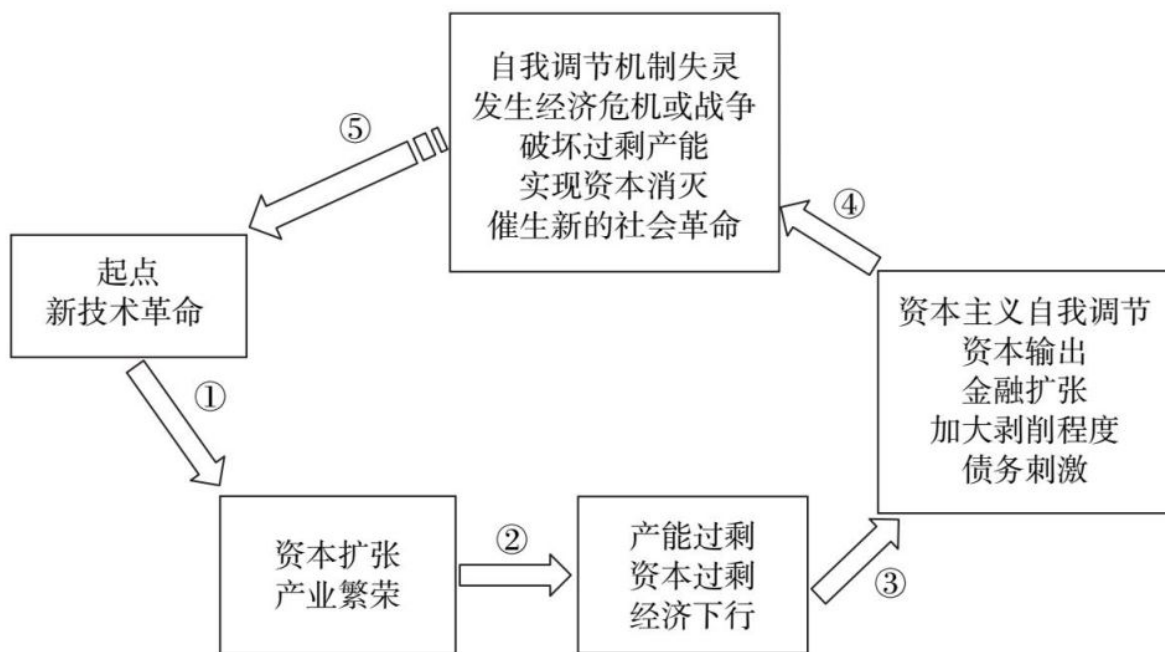 自我调节机制失灵
发生经济危机或战争
破坏过剩产能
实现资本消灭
催生新的社会革命
⑤
④
起点
新技术革命
资本主义自我调节
资本输出
金融扩张
加大剥削程度
债务刺激
①
资本扩张
产业繁荣
②
产能过剩
资本过剩
经济下行
③